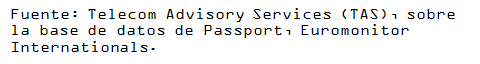 Fuente: Telecom Advisory Services (TAS), sobre
la base de datos de Passport, Euromonitor
Internationals.